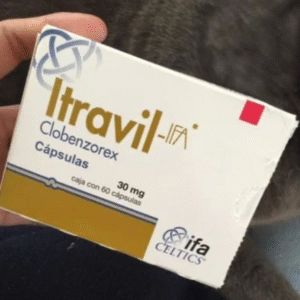 Itravil-IFA®
Clobenzorex
Cápsulas
30 mg
caja con 60 cápsulas
ifa
CELTICS